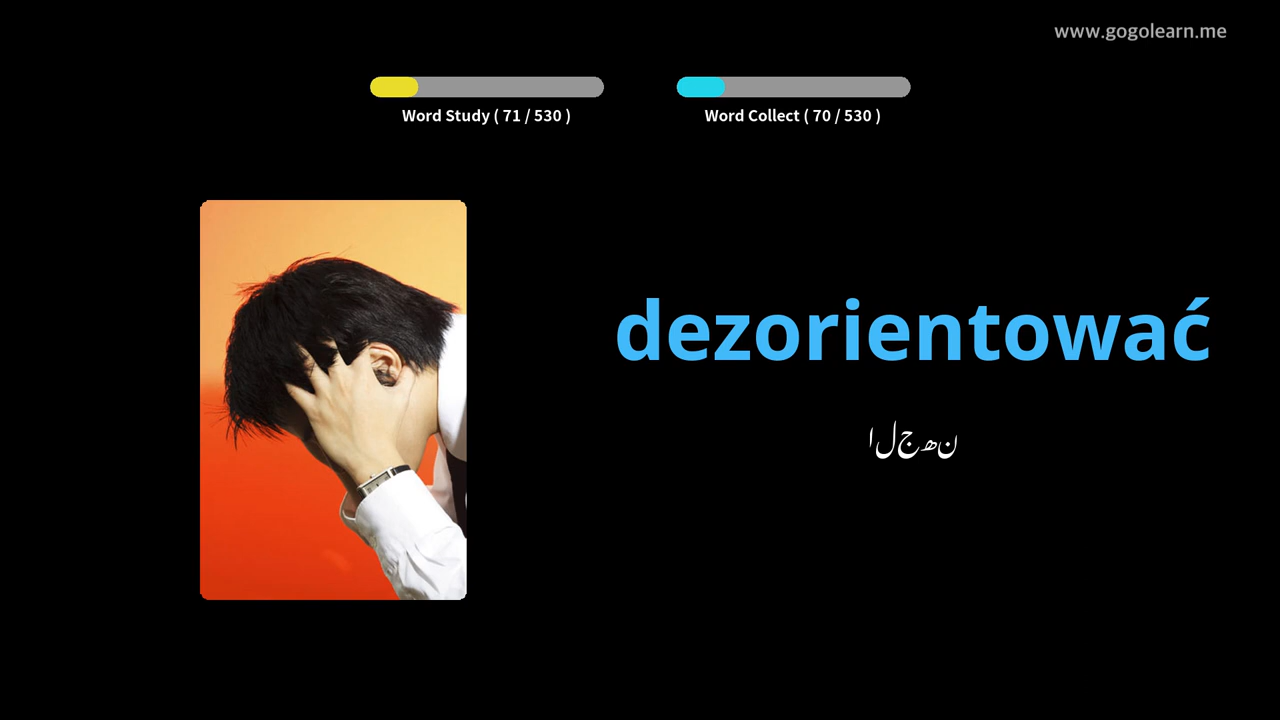 www.gogolearn.me
Word Study ( 71 / 530 )
Word Collect ( 70 / 530 )
dezorientować
الجھن